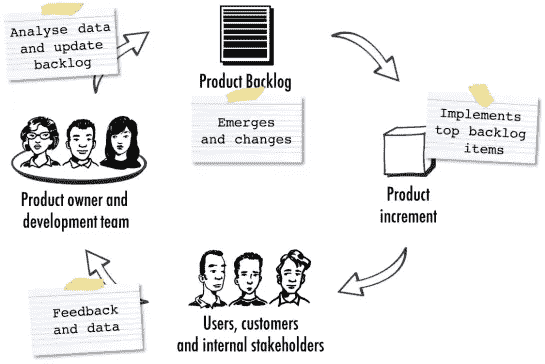 Analyse data
and update
backlog
Product Backlog
Emerges
and changes
Implements
top backlog
items
Product owner and
development team
Product
increment
Feedback
and data
Users, customers
and internal stakeholders